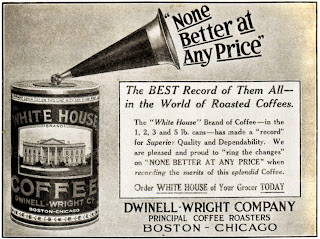 "None
Better at
Any Price"
The BEST Record of Them All—
in the World of Roasted Coffees.
The "White House" Brand of Coffee—in the
1, 2, 3 and 5 lb. cans—has made a "record"
for Superior Quality and Dependability. We
are pleased and proud to "ring the changes"
on "NONE BETTER AT ANY PRICE" when
recording the merits of this splendid Coffee.
Order WHITE HOUSE of Your Grocer TODAY
DWINELL-WRIGHT COMPANY
PRINCIPAL COFFEE ROASTERS
BOSTON - CHICAGO
WHITE HOUSE
BRAND
COFFEE
DWINELL-WRIGHT CO.
BOSTON-CHICAGO